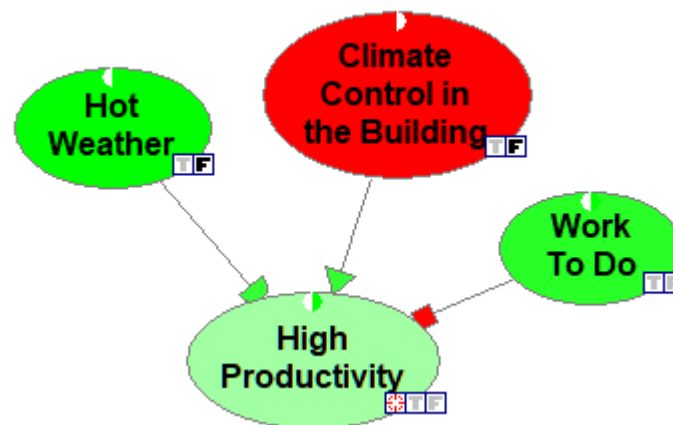 Hot
Weather
T F
Climate
Control in
the Building
T F
Work
To Do
T F
High
Productivity
T F